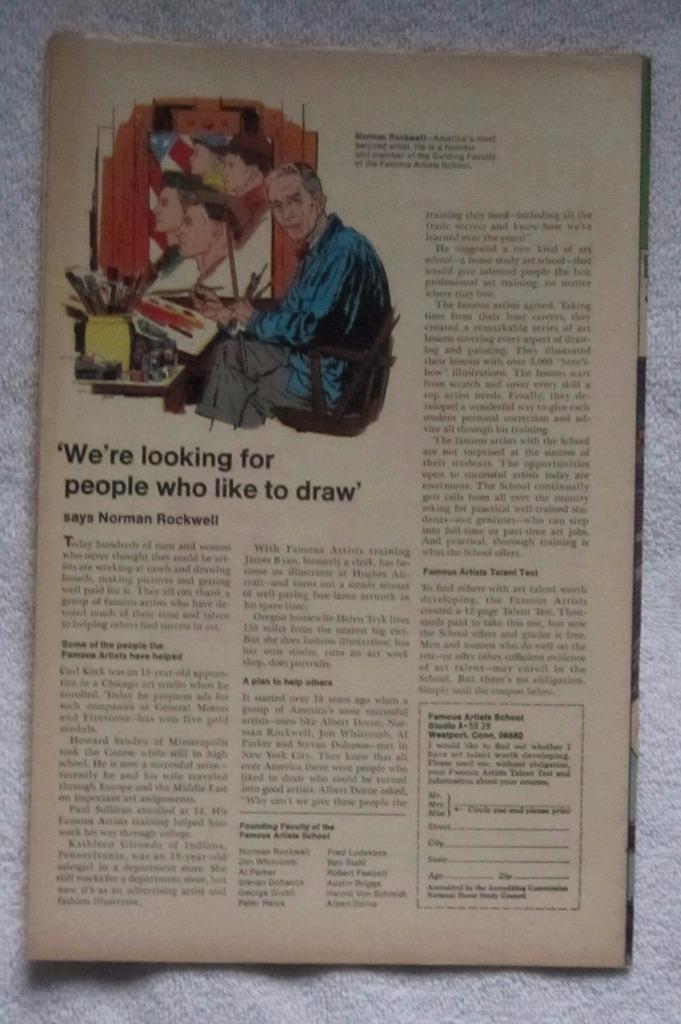 Norman Rockwell—America's most
beloved artist. He is a founder
and member of the Guiding Faculty
of the Famous Artists School.
'We're looking for
people who like to draw'
says Norman Rockwell
Today hundreds of men and women
who never thought they could be art-
ists are working at easels and drawing
boards, making pictures and getting
well paid for it. They all can thank a
group of famous artists who have de-
voted much of their time and talent
to helping others find success in art.
Some of the people the
Famous Artists have helped
Carl Kock was an 18-year-old appren-
tice in a Chicago art studio when he
enrolled. Today he prepares ads for
such companies as General Motors
and Firestone—has won five gold
medals.
Howard Sanden of Minneapolis
took the Course while still in high
school. He is now a successful artist—
recently he and his wife traveled
through Europe and the Middle East
on important art assignments.
Paul Sullivan enrolled at 14. His
Famous Artists training helped him
work his way through college.
Kathleen Gironda of Indiana,
Pennsylvania, was an 18-year-old
salesgirl in a department store. She
still works for a department store, but
now it's as an advertising artist and
fashion illustrator.
With Famous Artists training
James Ryan, formerly a clerk, has be-
come an illustrator at Hughes Air-
craft—and turns out a steady stream
of well-paying free-lance artwork in
his spare time.
Oregon housewife Helen Tryk lives
150 miles from the nearest big city.
But she does fashion illustration, has
her own studio, runs an art work
shop, does portraits.
A plan to help others
It started over 18 years ago when a
group of America's most successful
artists—men like Albert Dorne, Nor-
man Rockwell, Jon Whitcomb, Al
Parker and Stevan Dohanos—met in
New York City. They knew that all
over America there were people who
liked to draw who could be turned
into good artists. Albert Dorne asked,
"Why can't we give these people the
Founding Faculty of the
Famous Artists School
Norman Rockwell
Jon Whitcomb
Al Parker
Stevan Dohanos
George Giusti
Peter Helck
Fred Ludekens
Ben Stahl
Robert Fawcett
Austin Briggs
Harold Von Schmidt
Albert Dorne
training they need—including all the
trade secrets and know-how we've
learned over the years?"
He suggested a new kind of art
school—a home study art school—that
would give talented people the best
professional art training, no matter
where they live.
The famous artists agreed. Taking
time from their busy careers, they
created a remarkable series of art
lessons covering every aspect of draw-
ing and painting. They illustrated
their lessons with over 5,000 "here's-
how" illustrations. The lessons start
from scratch and cover every skill a
top artist needs. Finally, they de-
veloped a wonderful way to give each
student personal correction and ad-
vice all through his training.
The famous artists with the School
are not surprised at the success of
their students. The opportunities
open to successful artists today are
enormous. The School continually
gets calls from all over the country
asking for practical well-trained stu-
dents—not geniuses—who can step
into full-time or part-time art jobs.
And practical, thorough training is
what the School offers.
Famous Artists Talent Test
To find others with art talent worth
developing, the Famous Artists
created a 12-page Talent Test. Thou-
sands paid to take this test, but now
the School offers and grades it free.
Men and women who do well on the
test—or offer other sufficient evidence
of art talent—may enroll in the
School. But there's no obligation.
Simply mail the coupon below.
Famous Artists School
Studio
Westport, Conn. 06880
I would like to find out whether I
have art talent worth developing.
Please send me, without obligation,
your Famous Artists Talent Test and
information about your courses.
Mr.
Mrs.
Miss
Circle one and please print
Street
City
State
Age Zip
Accredited by the Accrediting Commission
National Home Study Council